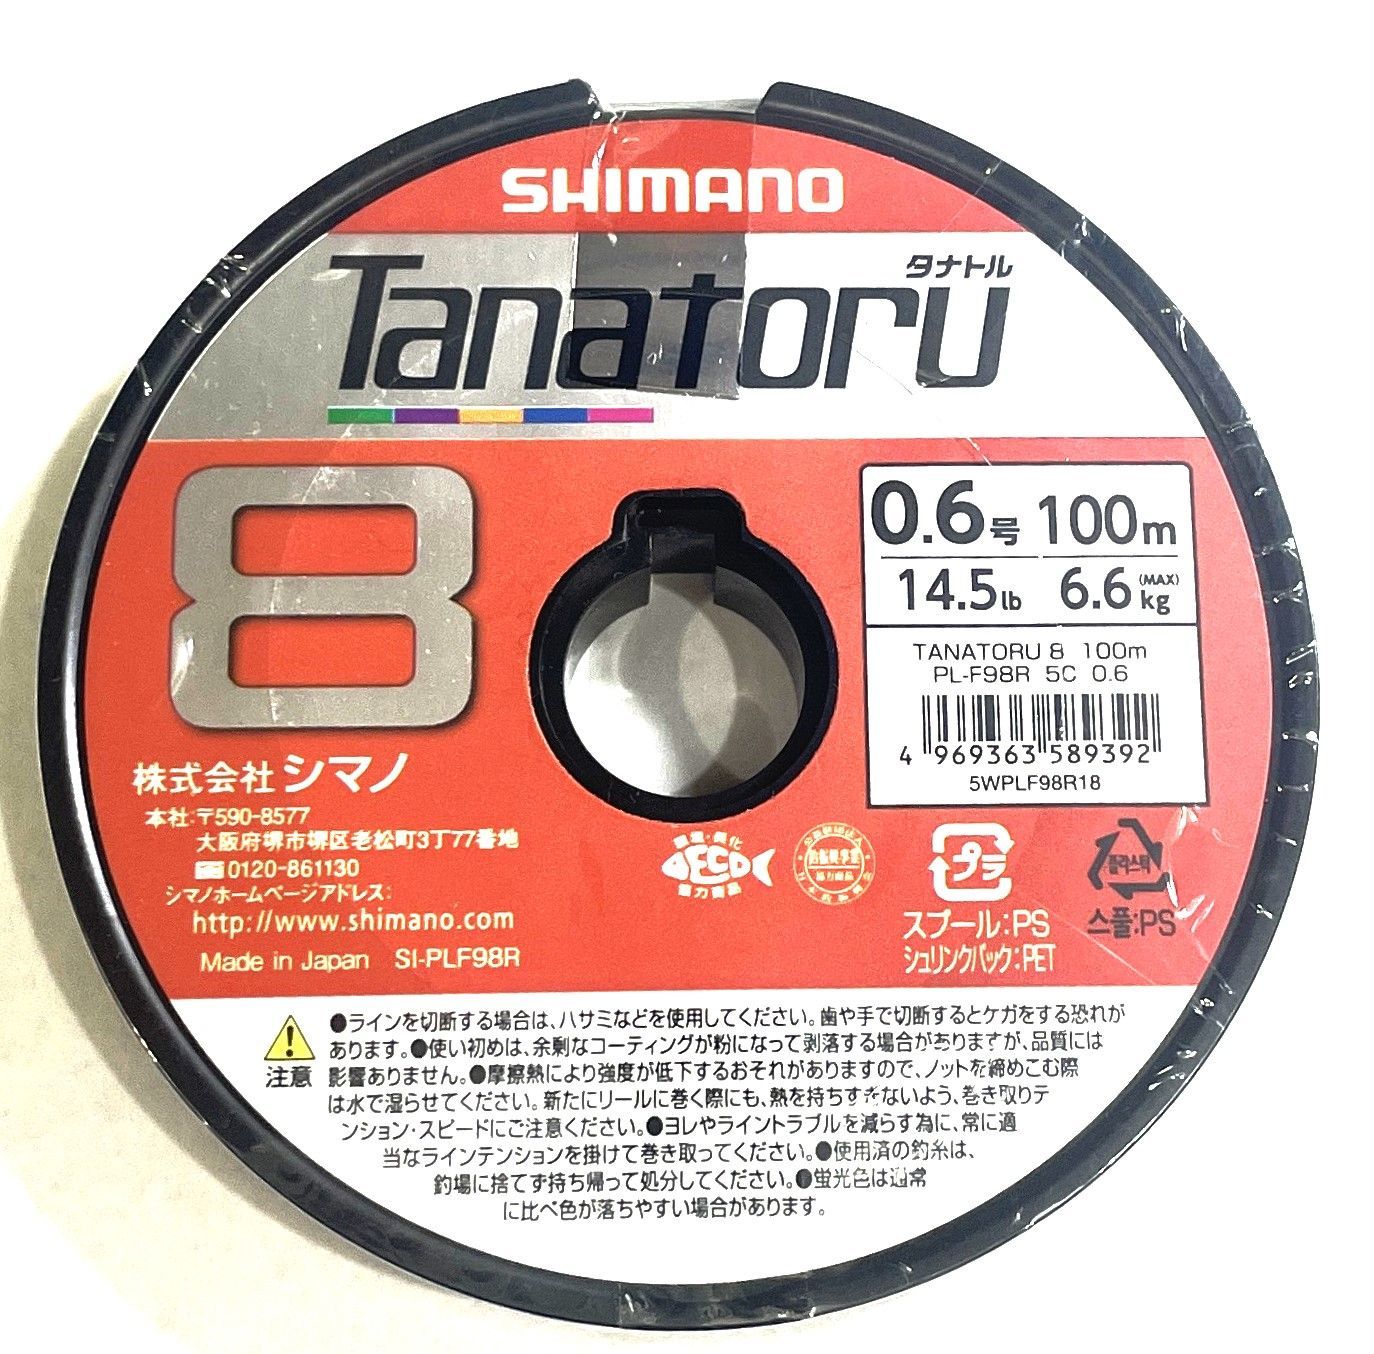 SHIMANO
タナトル
Tanatoru
8
0.6号 100m
14.5lb 6.6(MAX)kg
TANATORU 8 100m
PL-F98R 5C 0.6
4 969363 589392
5WPLF98R18
株式会社シマノ
本社:〒590-8577
大阪府堺市堺区老松町3丁77番地
0120-861130
シマノホームページアドレス:
http://www.shimano.com
Made in Japan SI-PLF98R
環境・美化
ECO
協力商品
協力商品
プラ
スプール:PS
シュリンクパック:PET
플라스틱
스풀:PS
注意
●ラインを切断する場合は、ハサミなどを使用してください。歯や手で切断するとケガをする恐れが
あります。●使い初めは、余剰なコーティングが粉になって剥落する場合がありますが、品質には
影響ありません。●摩擦熱により強度が低下するおそれがありますので、ノットを締めこむ際
は水で湿らせてください。新たにリールに巻く際にも、熱を持ちすぎないよう、巻き取りテ
ンション・スピードにご注意ください。●ヨレやライントラブルを減らす為に、常に適
当なラインテンションを掛けて巻き取ってください。●使用済の釣糸は、
釣場に捨てず持ち帰って処分してください。●蛍光色は通常
に比べ色が落ちやすい場合があります。